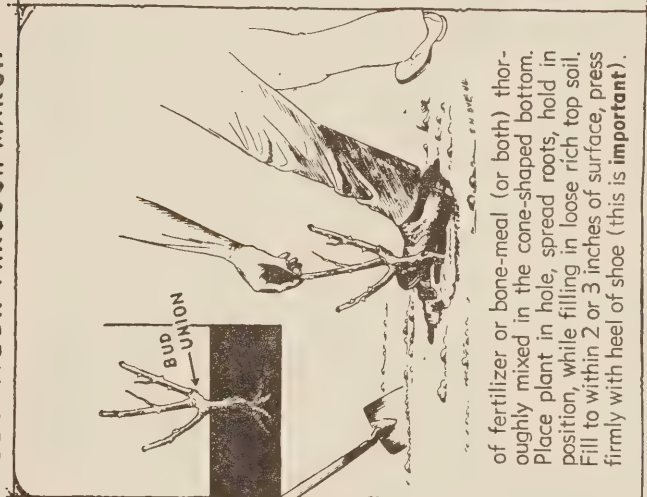 BUD
UNION
of fertilizer or bone-meal (or both) thor-
oughly mixed in the cone-shaped bottom.
Place plant in hole, spread roots, hold in
position, while filling in loose rich top soil.
Fill to within 2 or 3 inches of surface, press
firmly with heel of shoe (this is important).